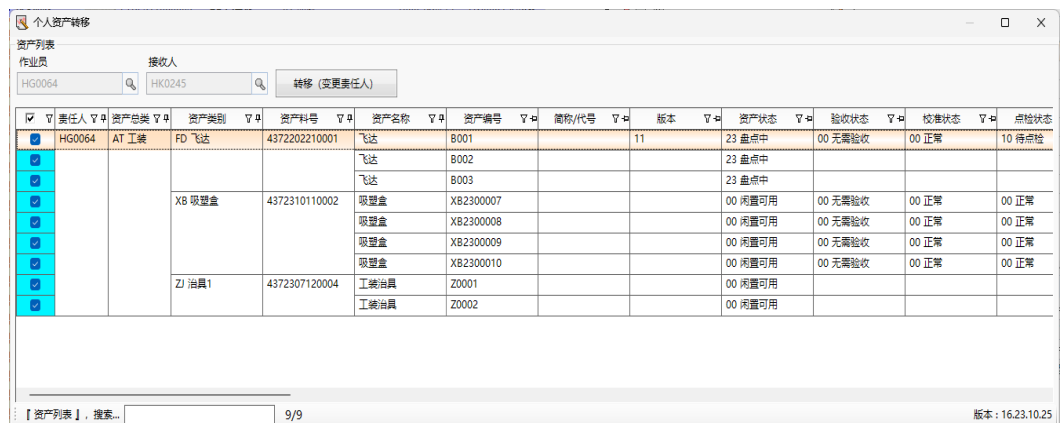 个人资产转移
资产列表
作业员 接收人
HG0064 HK0245 转移（变更责任人）
责任人 资产总类 资产类别 资产料号 资产名称 资产编号 简称/代号 版本 资产状态 验收状态 校准状态 点检状态
HG0064 AT 工装 FD 飞达 4372202210001 飞达 B001 11 23 盘点中 00 无需验收 00 正常 10 待点检
飞达 B002 23 盘点中
飞达 B003 23 盘点中
XB 吸塑盒 4372310110002 吸塑盒 XB2300007 00 闲置可用 00 无需验收 00 正常 00 正常
吸塑盒 XB2300008 00 闲置可用 00 无需验收 00 正常 00 正常
吸塑盒 XB2300009 00 闲置可用 00 无需验收 00 正常 00 正常
吸塑盒 XB2300010 00 闲置可用 00 无需验收 00 正常 00 正常
ZJ 治具1 4372307120004 工装治具 Z0001 00 闲置可用
工装治具 Z0002 00 闲置可用
【 资产列表 】，搜索... 9/9 版本：16.23.10.25